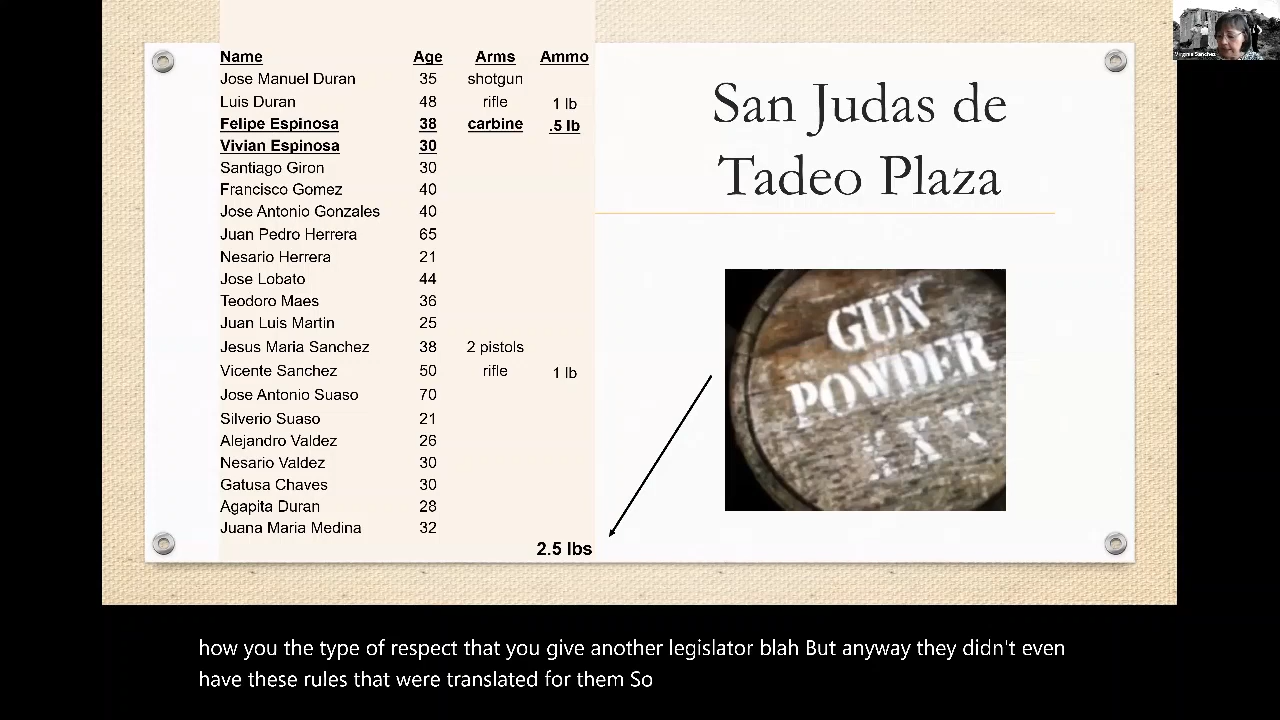 Name Age Arms Ammo
Jose Manuel Duran 35 shotgun
Luis Duran 48 rifle 1 lb
Felipe Espinosa 38 carbine .5 lb
Vivian Espinosa 30
Santiago Giron 30
Francisco Gomez 40
Jose Antonio Gonzales 40
Juan Pedro Herrera 65
Nesario Herrera 21
Jose Lobato 44
Teodoro Maes 36
Juan Luis Martin 25
Jesus Maria Sanchez 38 2 pistols
Vicente Sanchez 50 rifle 1 lb
Jose Antonio Suaso 70
Silverio Suaso 21
Alejandro Valdez 26
Nesario Valdez 30
Gatusa Chaves 30
Agapita Duran 28
Juana Maria Medina 32
2.5 lbs
San Judas de
Tadeo Plaza
GUN
POWDER
Virginia Sanchez
how you the type of respect that you give another legislator blah But anyway they didn't even
have these rules that were translated for them So